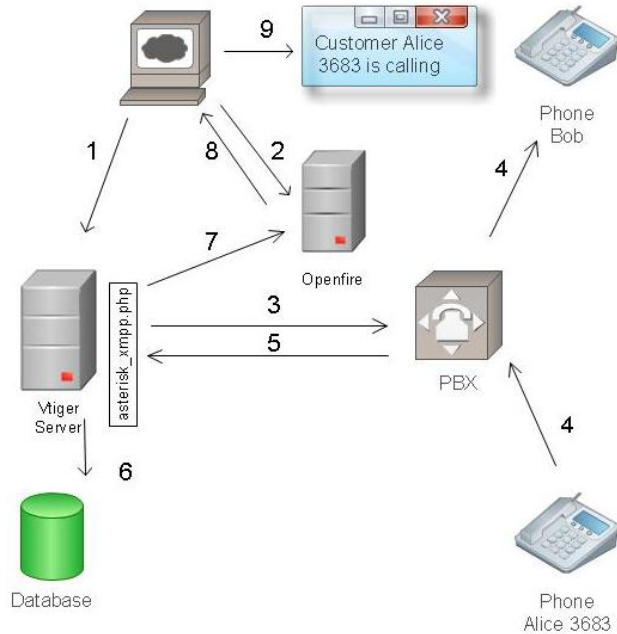 9
Customer Alice
3683 is calling
Phone
Bob
1
8
2
4
7
Openfire
asterisk_xmpp.php
3
5
PBX
Vtiger
Server
4
6
Database
Phone
Alice 3683